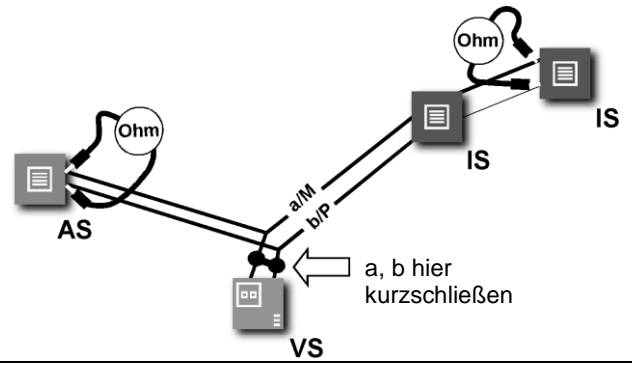 Ohm
IS
Ohm
IS
AS
a/M
b/P
a, b hier
kurzschließen
VS